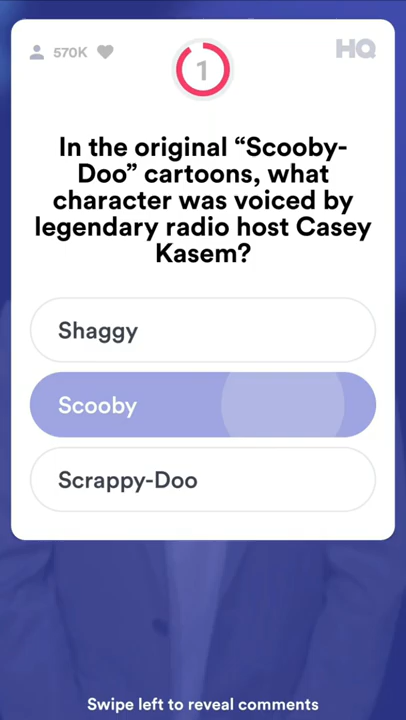 570K
HQ
1
In the original “Scooby-
Doo” cartoons, what
character was voiced by
legendary radio host Casey
Kasem?
Shaggy
Scooby
Scrappy-Doo
Swipe left to reveal comments